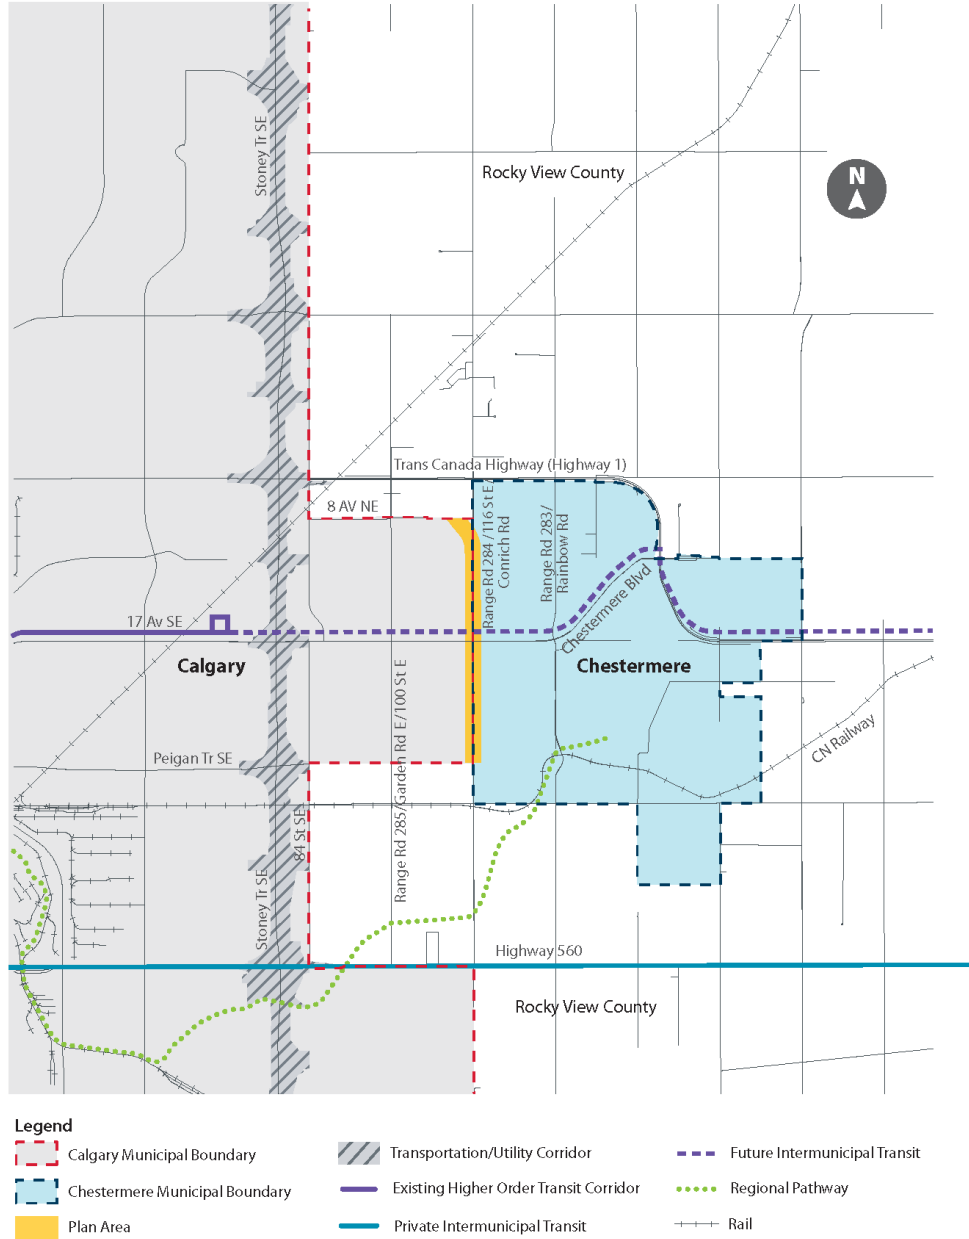 Stoney Tr SE
Rocky View County
N
Trans Canada Highway (Highway 1)
8 AV NE
Range Rd 284 /116 St E
Conrich Rd
Range Rd 283/
Rainbow Rd
Chestermere Blvd
17 Av SE
Calgary
Chestermere
Range Rd 285/Garden Rd E/100 St E
Peigan Tr SE
CN Railway
84 St SE
Stoney Tr SE
Highway 560
Rocky View County
Legend
Calgary Municipal Boundary
Chestermere Municipal Boundary
Plan Area
Transportation/Utility Corridor
Existing Higher Order Transit Corridor
Private Intermunicipal Transit
Future Intermunicipal Transit
Regional Pathway
Rail